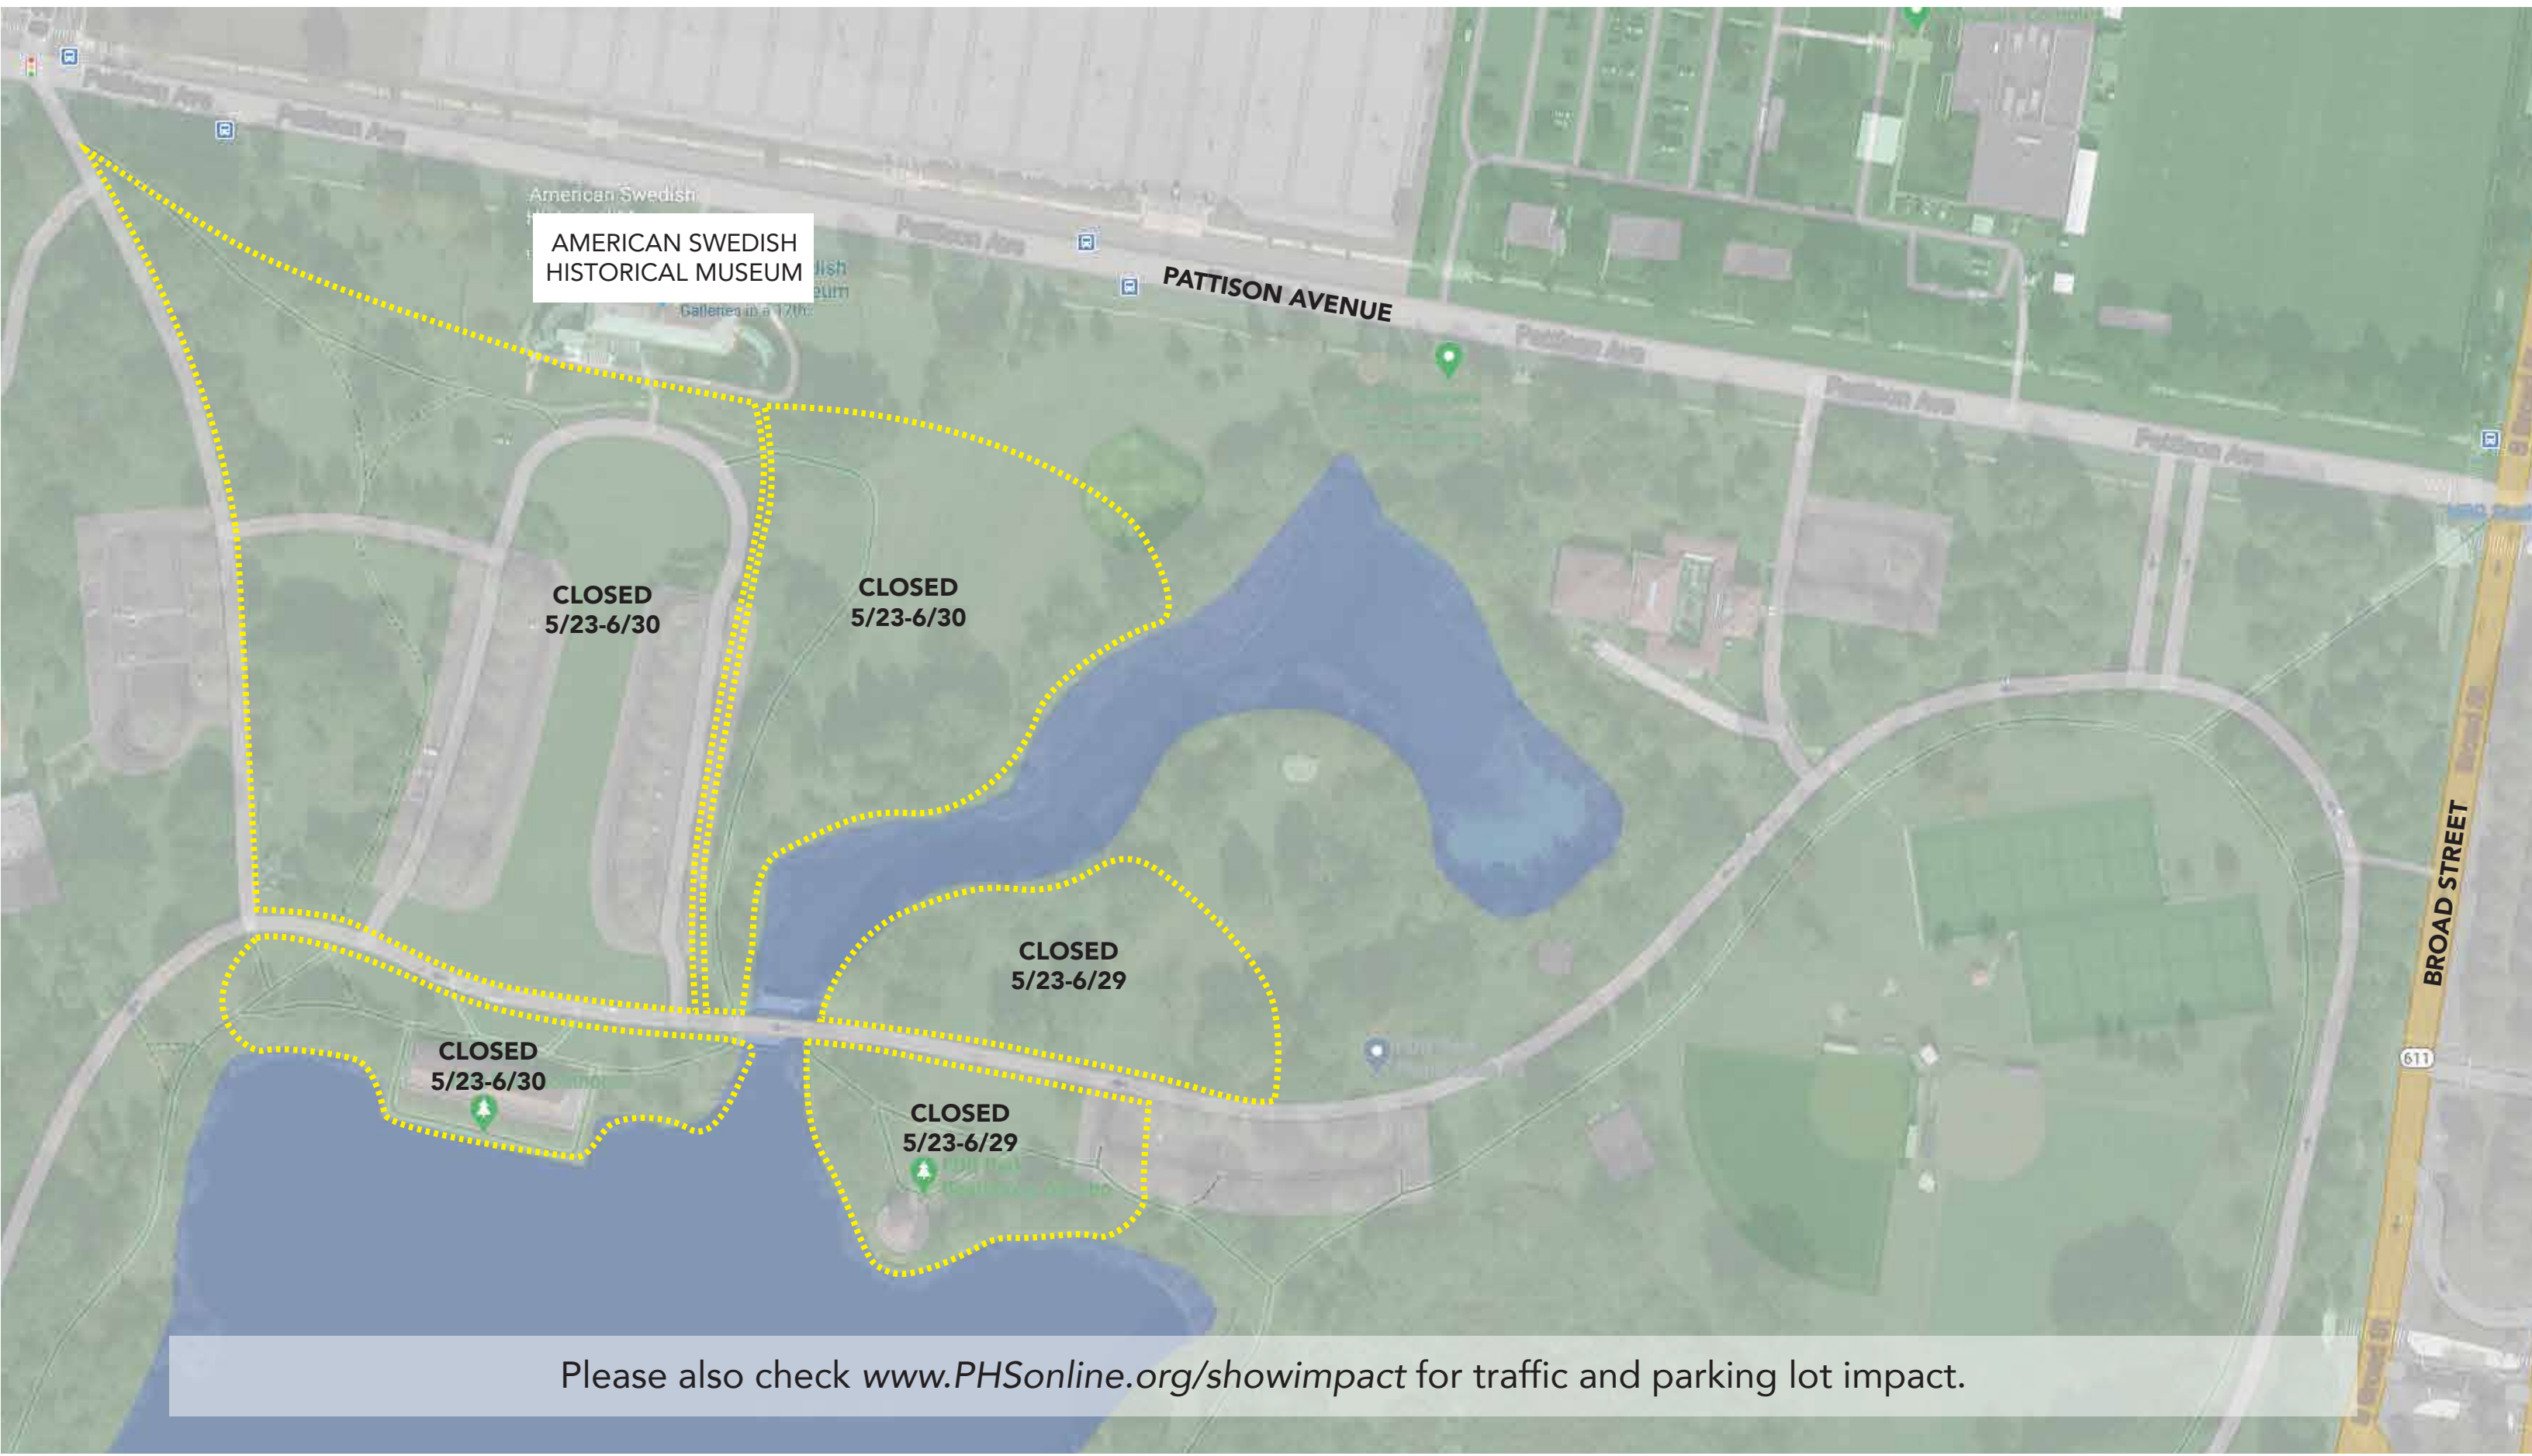 Pattison Ave
Pattison Ave
American Swedish
AMERICAN SWEDISH
HISTORICAL MUSEUM
Galleries in a 17th
Pattison Ave
PATTISON AVENUE
Pattison Ave
Pattison Ave
Pattison Ave
CLOSED
5/23-6/30
CLOSED
5/23-6/30
BROAD STREET
CLOSED
5/23-6/29
611
CLOSED
5/23-6/30
CLOSED
5/23-6/29
Please also check www.PHSonline.org/showimpact for traffic and parking lot impact.